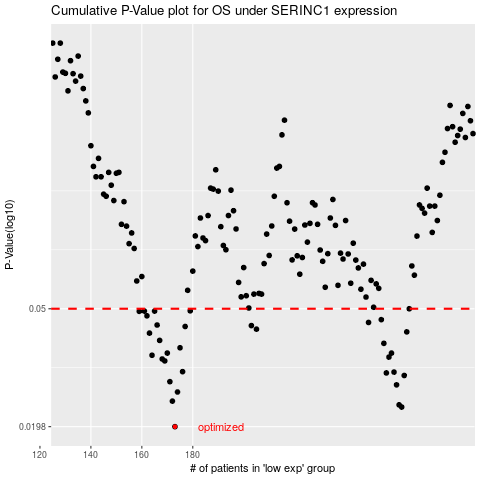 Cumulative P-Value plot for OS under SERINC1 expression
P-Value(log10)
0.05
0.0198
optimized
120 140 160 180
# of patients in 'low exp' group